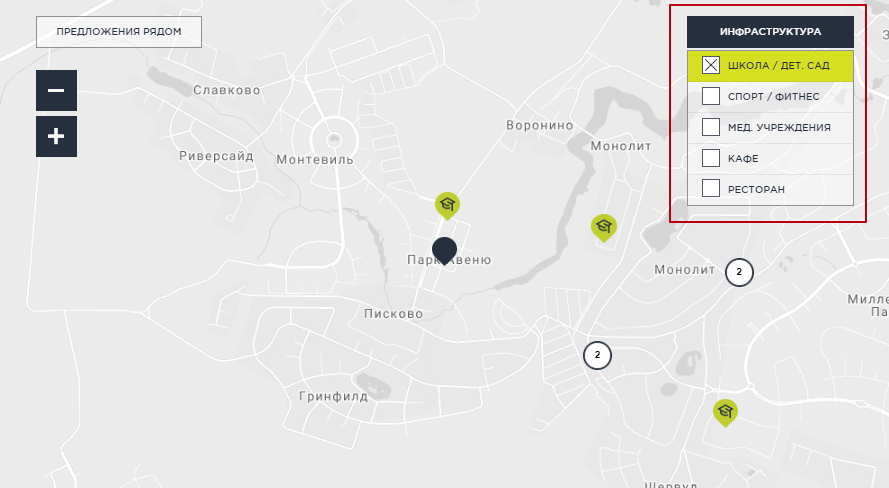 ПРЕДЛОЖЕНИЯ РЯДОМ
ИНФРАСТРУКТУРА
ШКОЛА / ДЕТ. САД
СПОРТ / ФИТНЕС
МЕД. УЧРЕЖДЕНИЯ
КАФЕ
РЕСТОРАН
Славково
Воронино
Монолит
Риверсайд
Монтевиль
Парк Авеню
Монолит
2
Писково
2
Гринфилд